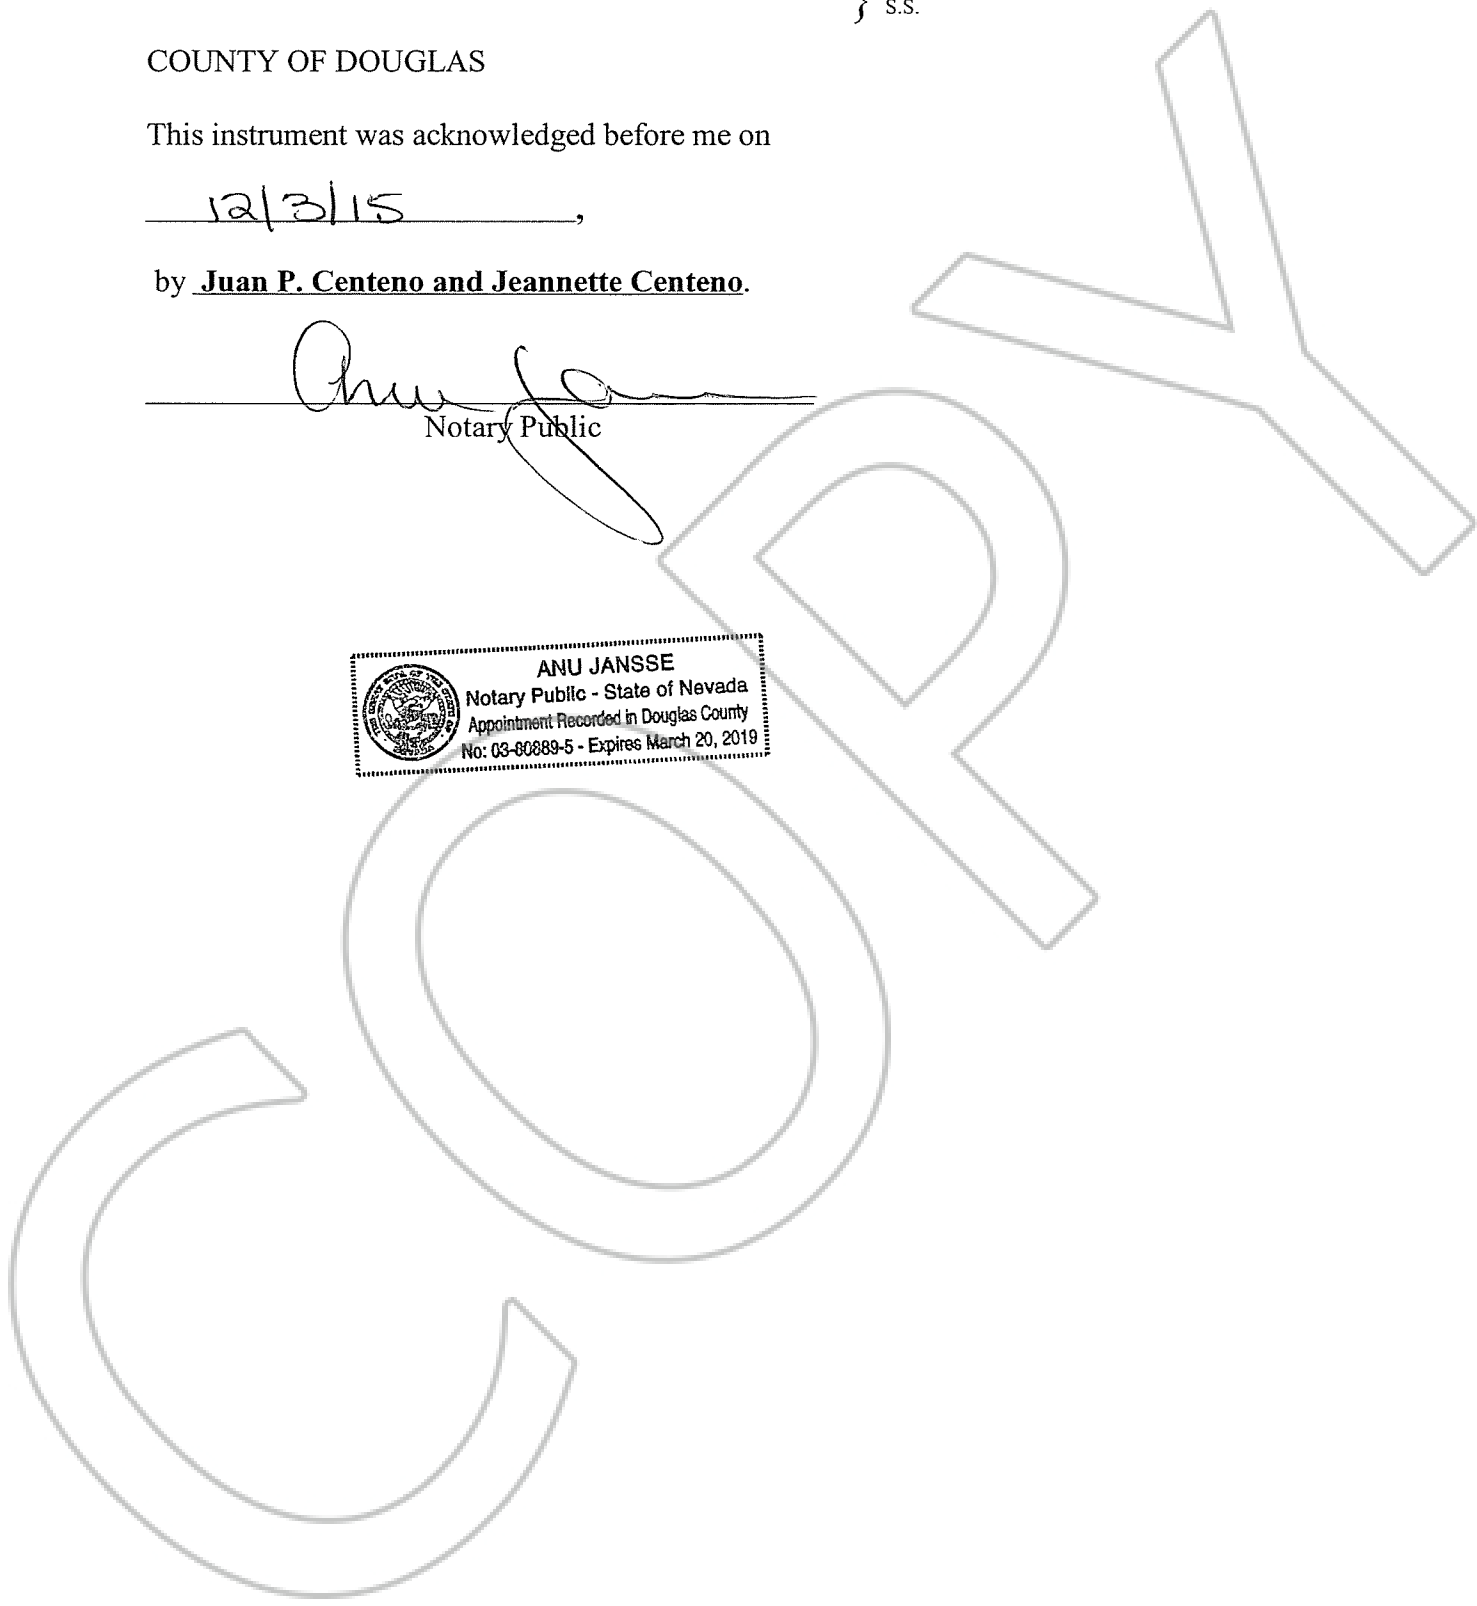 } s.s.
COUNTY OF DOUGLAS
This instrument was acknowledged before me on
12/3/15,
by Juan P. Centeno and Jeannette Centeno.
Notary Public
ANU JANSSE
Notary Public - State of Nevada
Appointment Recorded in Douglas County
No: 03-80889-5 - Expires March 20, 2019
COPY